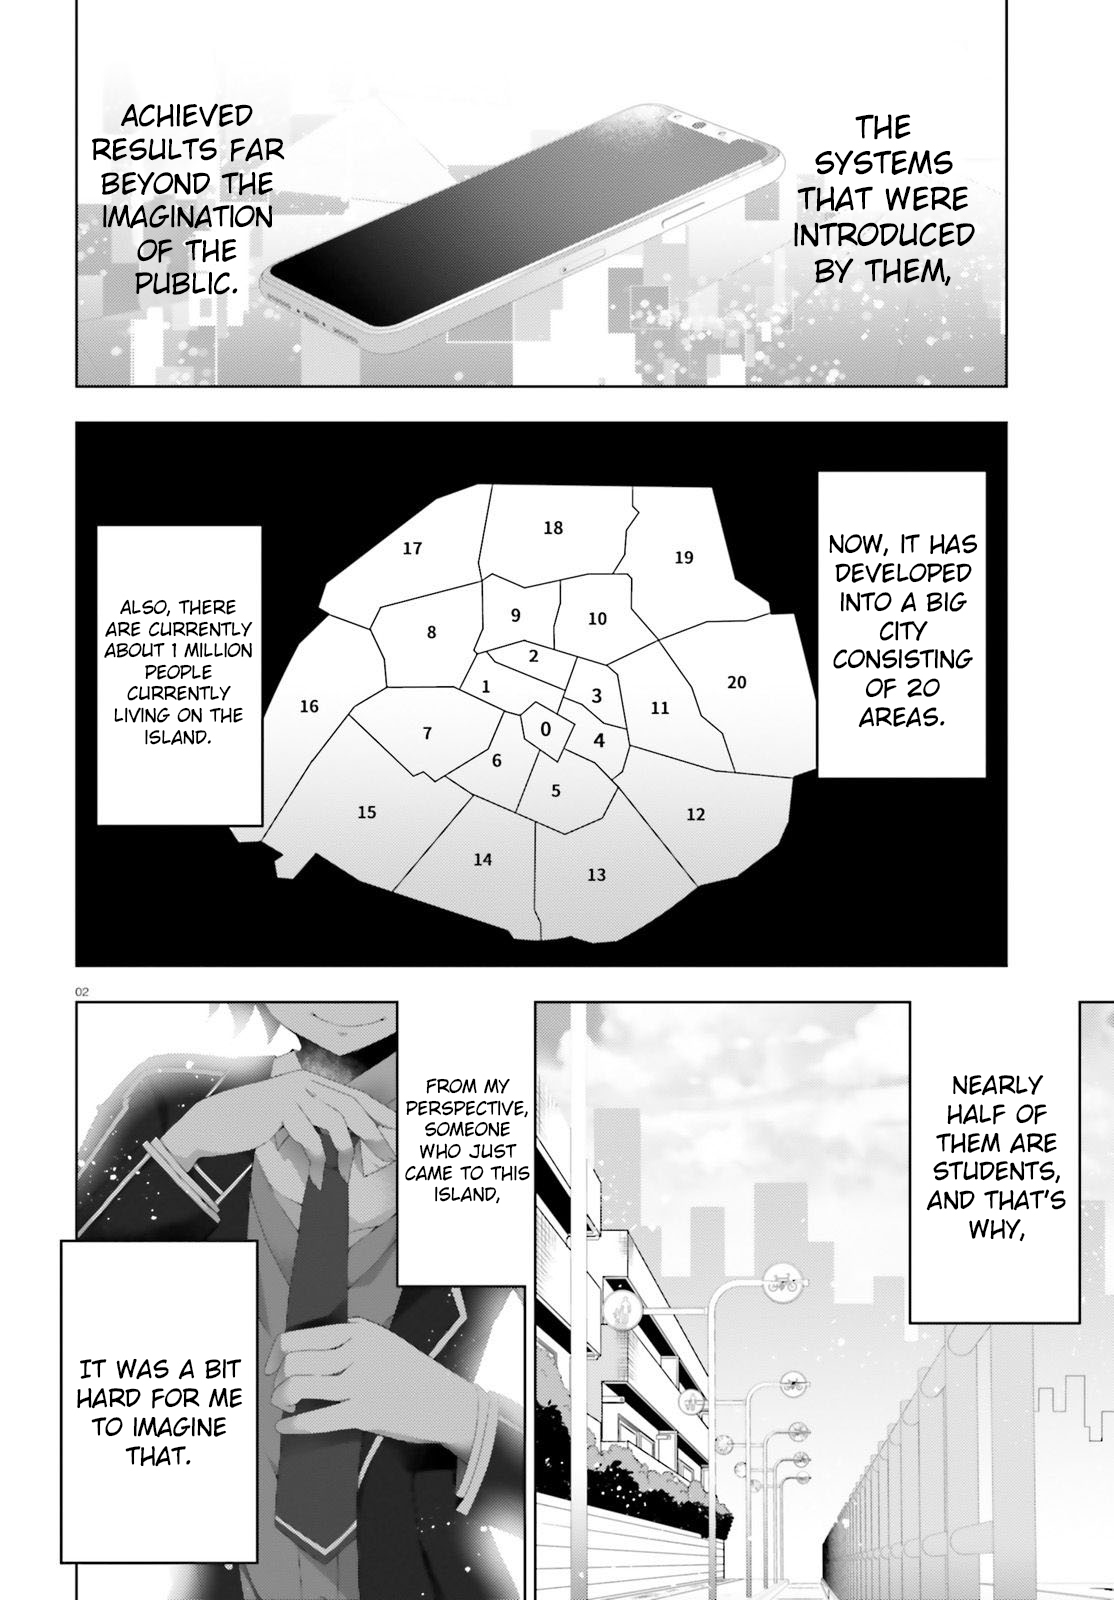 THE
SYSTEMS
THAT WERE
INTRODUCED
BY THEM,
ACHIEVED
RESULTS FAR
BEYOND THE
IMAGINATION
OF THE
PUBLIC.
NOW, IT HAS
DEVELOPED
INTO A BIG
CITY
CONSISTING
OF 20
AREAS.
17
18
19
9
10
8
2
20
1
3
16
11
7
0
4
6
5
15
12
14
13
ALSO, THERE
ARE CURRENTLY
ABOUT 1 MILLION
PEOPLE
CURRENTLY
LIVING ON THE
ISLAND.
02
NEARLY
HALF OF
THEM ARE
STUDENTS,
AND THAT'S
WHY,
FROM MY
PERSPECTIVE,
SOMEONE
WHO JUST
CAME TO THIS
ISLAND,
IT WAS A BIT
HARD FOR ME
TO IMAGINE
THAT.